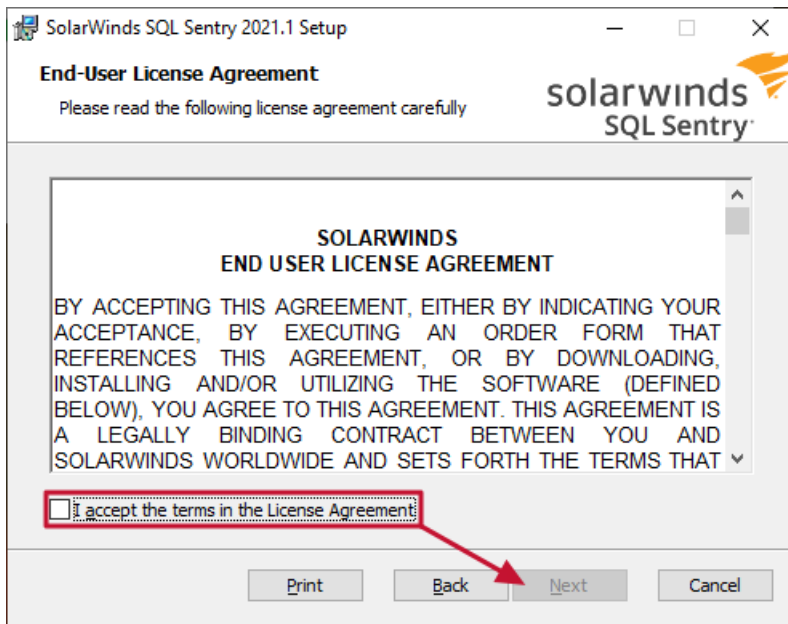 SolarWinds SQL Sentry 2021.1 Setup
End-User License Agreement
Please read the following license agreement carefully
solarwinds
SQL Sentry
SOLARWINDS
END USER LICENSE AGREEMENT
BY ACCEPTING THIS AGREEMENT, EITHER BY INDICATING YOUR
ACCEPTANCE, BY EXECUTING AN ORDER FORM THAT
REFERENCES THIS AGREEMENT, OR BY DOWNLOADING,
INSTALLING AND/OR UTILIZING THE SOFTWARE (DEFINED
BELOW), YOU AGREE TO THIS AGREEMENT. THIS AGREEMENT IS
A LEGALLY BINDING CONTRACT BETWEEN YOU AND
SOLARWINDS WORLDWIDE AND SETS FORTH THE TERMS THAT
I accept the terms in the License Agreement
Print Back Next Cancel